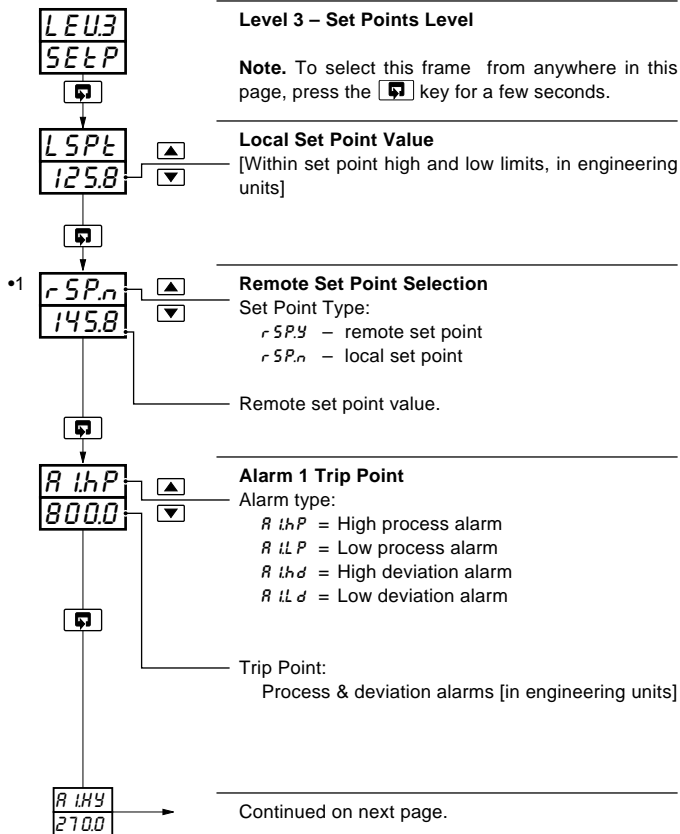 LEV.3
SEtP
Level 3 – Set Points Level
Note. To select this frame from anywhere in this
page, press the key for a few seconds.
LSPt
125.8
Local Set Point Value
[Within set point high and low limits, in engineering
units]
•1
rSP.n
145.8
Remote Set Point Selection
Set Point Type:
rSP.Y – remote set point
rSP.n – local set point
Remote set point value.
A1.hP
800.0
Alarm 1 Trip Point
Alarm type:
A1.hP = High process alarm
A1.LP = Low process alarm
A1.hd = High deviation alarm
A1.Ld = Low deviation alarm
Trip Point:
Process & deviation alarms [in engineering units]
A1.HY
270.0
Continued on next page.